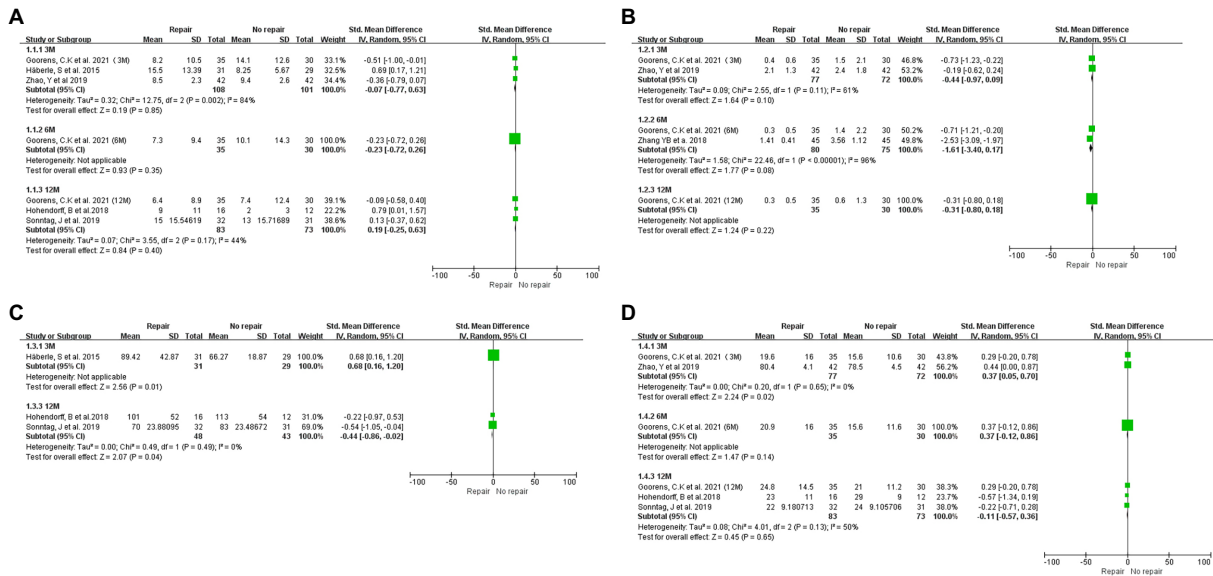 A
Repair No repair Std. Mean Difference Std. Mean Difference
Study or Subgroup Mean SD Total Mean SD Total Weight IV, Random, 95% CI IV, Random, 95% CI
1.1.1 3M
Goorens, C.K et al. 2021 (3M) 8.2 10.5 35 14.1 12.6 30 33.1% -0.51 [-1.00, -0.01]
Häberle, S et al. 2015 15.5 13.39 31 8.25 5.67 29 32.5% 0.69 [0.17, 1.21]
Zhao, Y et al 2019 8.5 2.3 42 9.4 2.6 42 34.4% -0.36 [-0.79, 0.07]
Subtotal (95% CI) 108 101 100.0% -0.07 [-0.77, 0.63]
Heterogeneity: Tau² = 0.32; Chi² = 12.75, df = 2 (P = 0.002); I² = 84%
Test for overall effect: Z = 0.19 (P = 0.85)
1.1.2 6M
Goorens, C.K et al. 2021 (6M) 7.3 9.4 35 10.1 14.3 30 100.0% -0.23 [-0.72, 0.26]
Subtotal (95% CI) 35 30 100.0% -0.23 [-0.72, 0.26]
Heterogeneity: Not applicable
Test for overall effect: Z = 0.93 (P = 0.35)
1.1.3 12M
Goorens, C.K et al. 2021 (12M) 6.4 8.9 35 7.4 12.4 30 39.1% -0.09 [-0.58, 0.40]
Hohendorff, B et al.2018 9 11 16 2 3 12 22.2% 0.79 [0.01, 1.57]
Sonntag, J et al. 2019 15 15.54619 32 13 15.71689 31 38.6% 0.13 [-0.37, 0.62]
Subtotal (95% CI) 83 73 100.0% 0.19 [-0.25, 0.63]
Heterogeneity: Tau² = 0.07; Chi² = 3.55, df = 2 (P = 0.17); I² = 44%
Test for overall effect: Z = 0.84 (P = 0.40)
-100 -50 0 50 100
Repair No repair
B
Repair No repair Std. Mean Difference Std. Mean Difference
Study or Subgroup Mean SD Total Mean SD Total Weight IV, Random, 95% CI IV, Random, 95% CI
1.2.1 3M
Goorens, C.K et al. 2021 (3M) 0.4 0.6 35 1.5 2.1 30 46.8% -0.73 [-1.23, -0.22]
Zhao, Y et al. 2019 2.1 1.3 42 2.4 1.8 42 53.2% -0.19 [-0.62, 0.24]
Subtotal (95% CI) 77 72 100.0% -0.44 [-0.97, 0.09]
Heterogeneity: Tau² = 0.09; Chi² = 2.55, df = 1 (P = 0.11); I² = 61%
Test for overall effect: Z = 1.64 (P = 0.10)
1.2.2 6M
Goorens, C.K et al. 2021 (6M) 0.3 0.5 35 1.4 2.2 30 50.2% -0.71 [-1.21, -0.20]
Zhang YB et a. 2018 1.41 0.41 45 3.56 1.12 45 49.8% -2.53 [-3.09, -1.97]
Subtotal (95% CI) 80 75 100.0% -1.61 [-3.40, 0.17]
Heterogeneity: Tau² = 1.58; Chi² = 22.46, df = 1 (P < 0.00001); I² = 96%
Test for overall effect: Z = 1.77 (P = 0.08)
1.2.3 12M
Goorens, C.K et al. 2021 (12M) 0.3 0.5 35 0.6 1.3 30 100.0% -0.31 [-0.80, 0.18]
Subtotal (95% CI) 35 30 100.0% -0.31 [-0.80, 0.18]
Heterogeneity: Not applicable
Test for overall effect: Z = 1.24 (P = 0.22)
-100 -50 0 50 100
Repair No repair
C
Repair No repair Std. Mean Difference Std. Mean Difference
Study or Subgroup Mean SD Total Mean SD Total Weight IV, Random, 95% CI IV, Random, 95% CI
1.3.1 3M
Häberle, S et al. 2015 89.42 42.87 31 66.27 18.87 29 100.0% 0.68 [0.16, 1.20]
Subtotal (95% CI) 31 29 100.0% 0.68 [0.16, 1.20]
Heterogeneity: Not applicable
Test for overall effect: Z = 2.56 (P = 0.01)
1.3.3 12M
Hohendorff, B et al.2018 101 52 16 113 54 12 31.0% -0.22 [-0.97, 0.53]
Sonntag, J et al. 2019 70 23.88095 32 83 23.48672 31 69.0% -0.54 [-1.05, -0.04]
Subtotal (95% CI) 48 43 100.0% -0.44 [-0.86, -0.02]
Heterogeneity: Tau² = 0.00; Chi² = 0.49, df = 1 (P = 0.49); I² = 0%
Test for overall effect: Z = 2.07 (P = 0.04)
-100 -50 0 50 100
Repair No repair
D
Repair No repair Std. Mean Difference Std. Mean Difference
Study or Subgroup Mean SD Total Mean SD Total Weight IV, Random, 95% CI IV, Random, 95% CI
1.4.1 3M
Goorens, C.K et al. 2021 (3M) 19.6 16 35 15.6 10.6 30 43.8% 0.29 [-0.20, 0.78]
Zhao, Y et al 2019 80.4 4.1 42 78.5 4.5 42 56.2% 0.44 [0.00, 0.87]
Subtotal (95% CI) 77 72 100.0% 0.37 [0.05, 0.70]
Heterogeneity: Tau² = 0.00; Chi² = 0.20, df = 1 (P = 0.65); I² = 0%
Test for overall effect: Z = 2.24 (P = 0.02)
1.4.2 6M
Goorens, C.K et al. 2021 (6M) 20.9 16 35 15.6 11.6 30 100.0% 0.37 [-0.12, 0.86]
Subtotal (95% CI) 35 30 100.0% 0.37 [-0.12, 0.86]
Heterogeneity: Not applicable
Test for overall effect: Z = 1.47 (P = 0.14)
1.4.3 12M
Goorens, C.K et al. 2021 (12M) 24.8 14.5 35 21 11.2 30 38.3% 0.29 [-0.20, 0.78]
Hohendorff, B et al.2018 23 11 16 29 9 12 23.7% -0.57 [-1.34, 0.19]
Sonntag, J et al. 2019 22 9.180713 32 24 9.105706 31 38.0% -0.22 [-0.71, 0.28]
Subtotal (95% CI) 83 73 100.0% -0.11 [-0.57, 0.36]
Heterogeneity: Tau² = 0.08; Chi² = 4.01, df = 2 (P = 0.13); I² = 50%
Test for overall effect: Z = 0.45 (P = 0.65)
-100 -50 0 50 100
Repair No repair